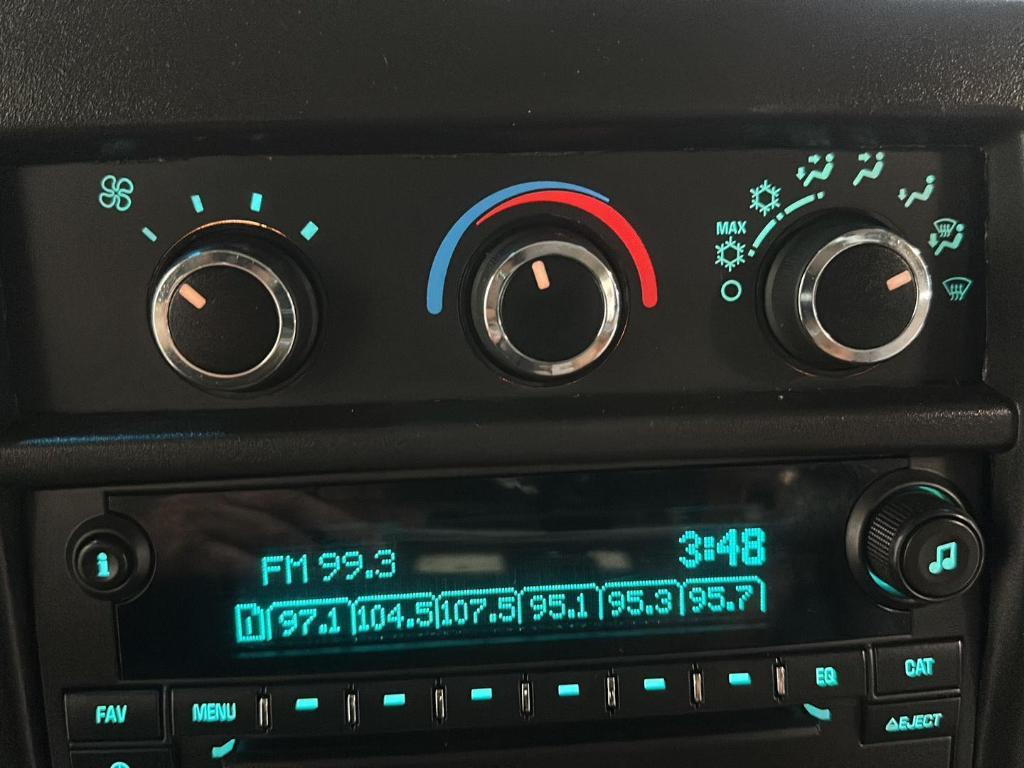 MAX
FM 99.3 3:48
1 97.1 104.5 107.5 95.1 95.3 95.7
i
FAV MENU EQ CAT
EJECT